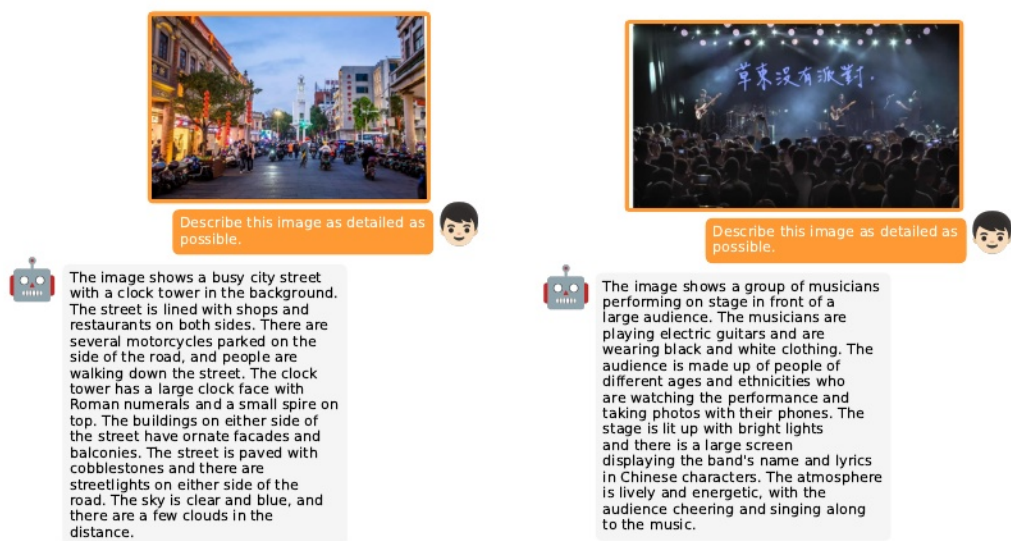 Describe this image as detailed as
possible.
The image shows a busy city street
with a clock tower in the background.
The street is lined with shops and
restaurants on both sides. There are
several motorcycles parked on the
side of the road, and people are
walking down the street. The clock
tower has a large clock face with
Roman numerals and a small spire on
top. The buildings on either side of
the street have ornate facades and
balconies. The street is paved with
cobblestones and there are
streetlights on either side of the
road. The sky is clear and blue, and
there are a few clouds in the
distance.
草東沒有派對.
Describe this image as detailed as
possible.
The image shows a group of musicians
performing on stage in front of a
large audience. The musicians are
playing electric guitars and are
wearing black and white clothing. The
audience is made up of people of
different ages and ethnicities who
are watching the performance and
taking photos with their phones. The
stage is lit up with bright lights
and there is a large screen
displaying the band's name and lyrics
in Chinese characters. The atmosphere
is lively and energetic, with the
audience cheering and singing along
to the music.